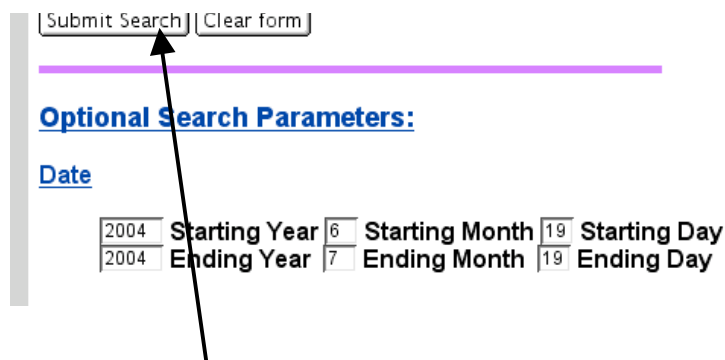 Submit Search Clear form
Optional Search Parameters:
Date
2004 Starting Year 6 Starting Month 19 Starting Day
2004 Ending Year 7 Ending Month 19 Ending Day